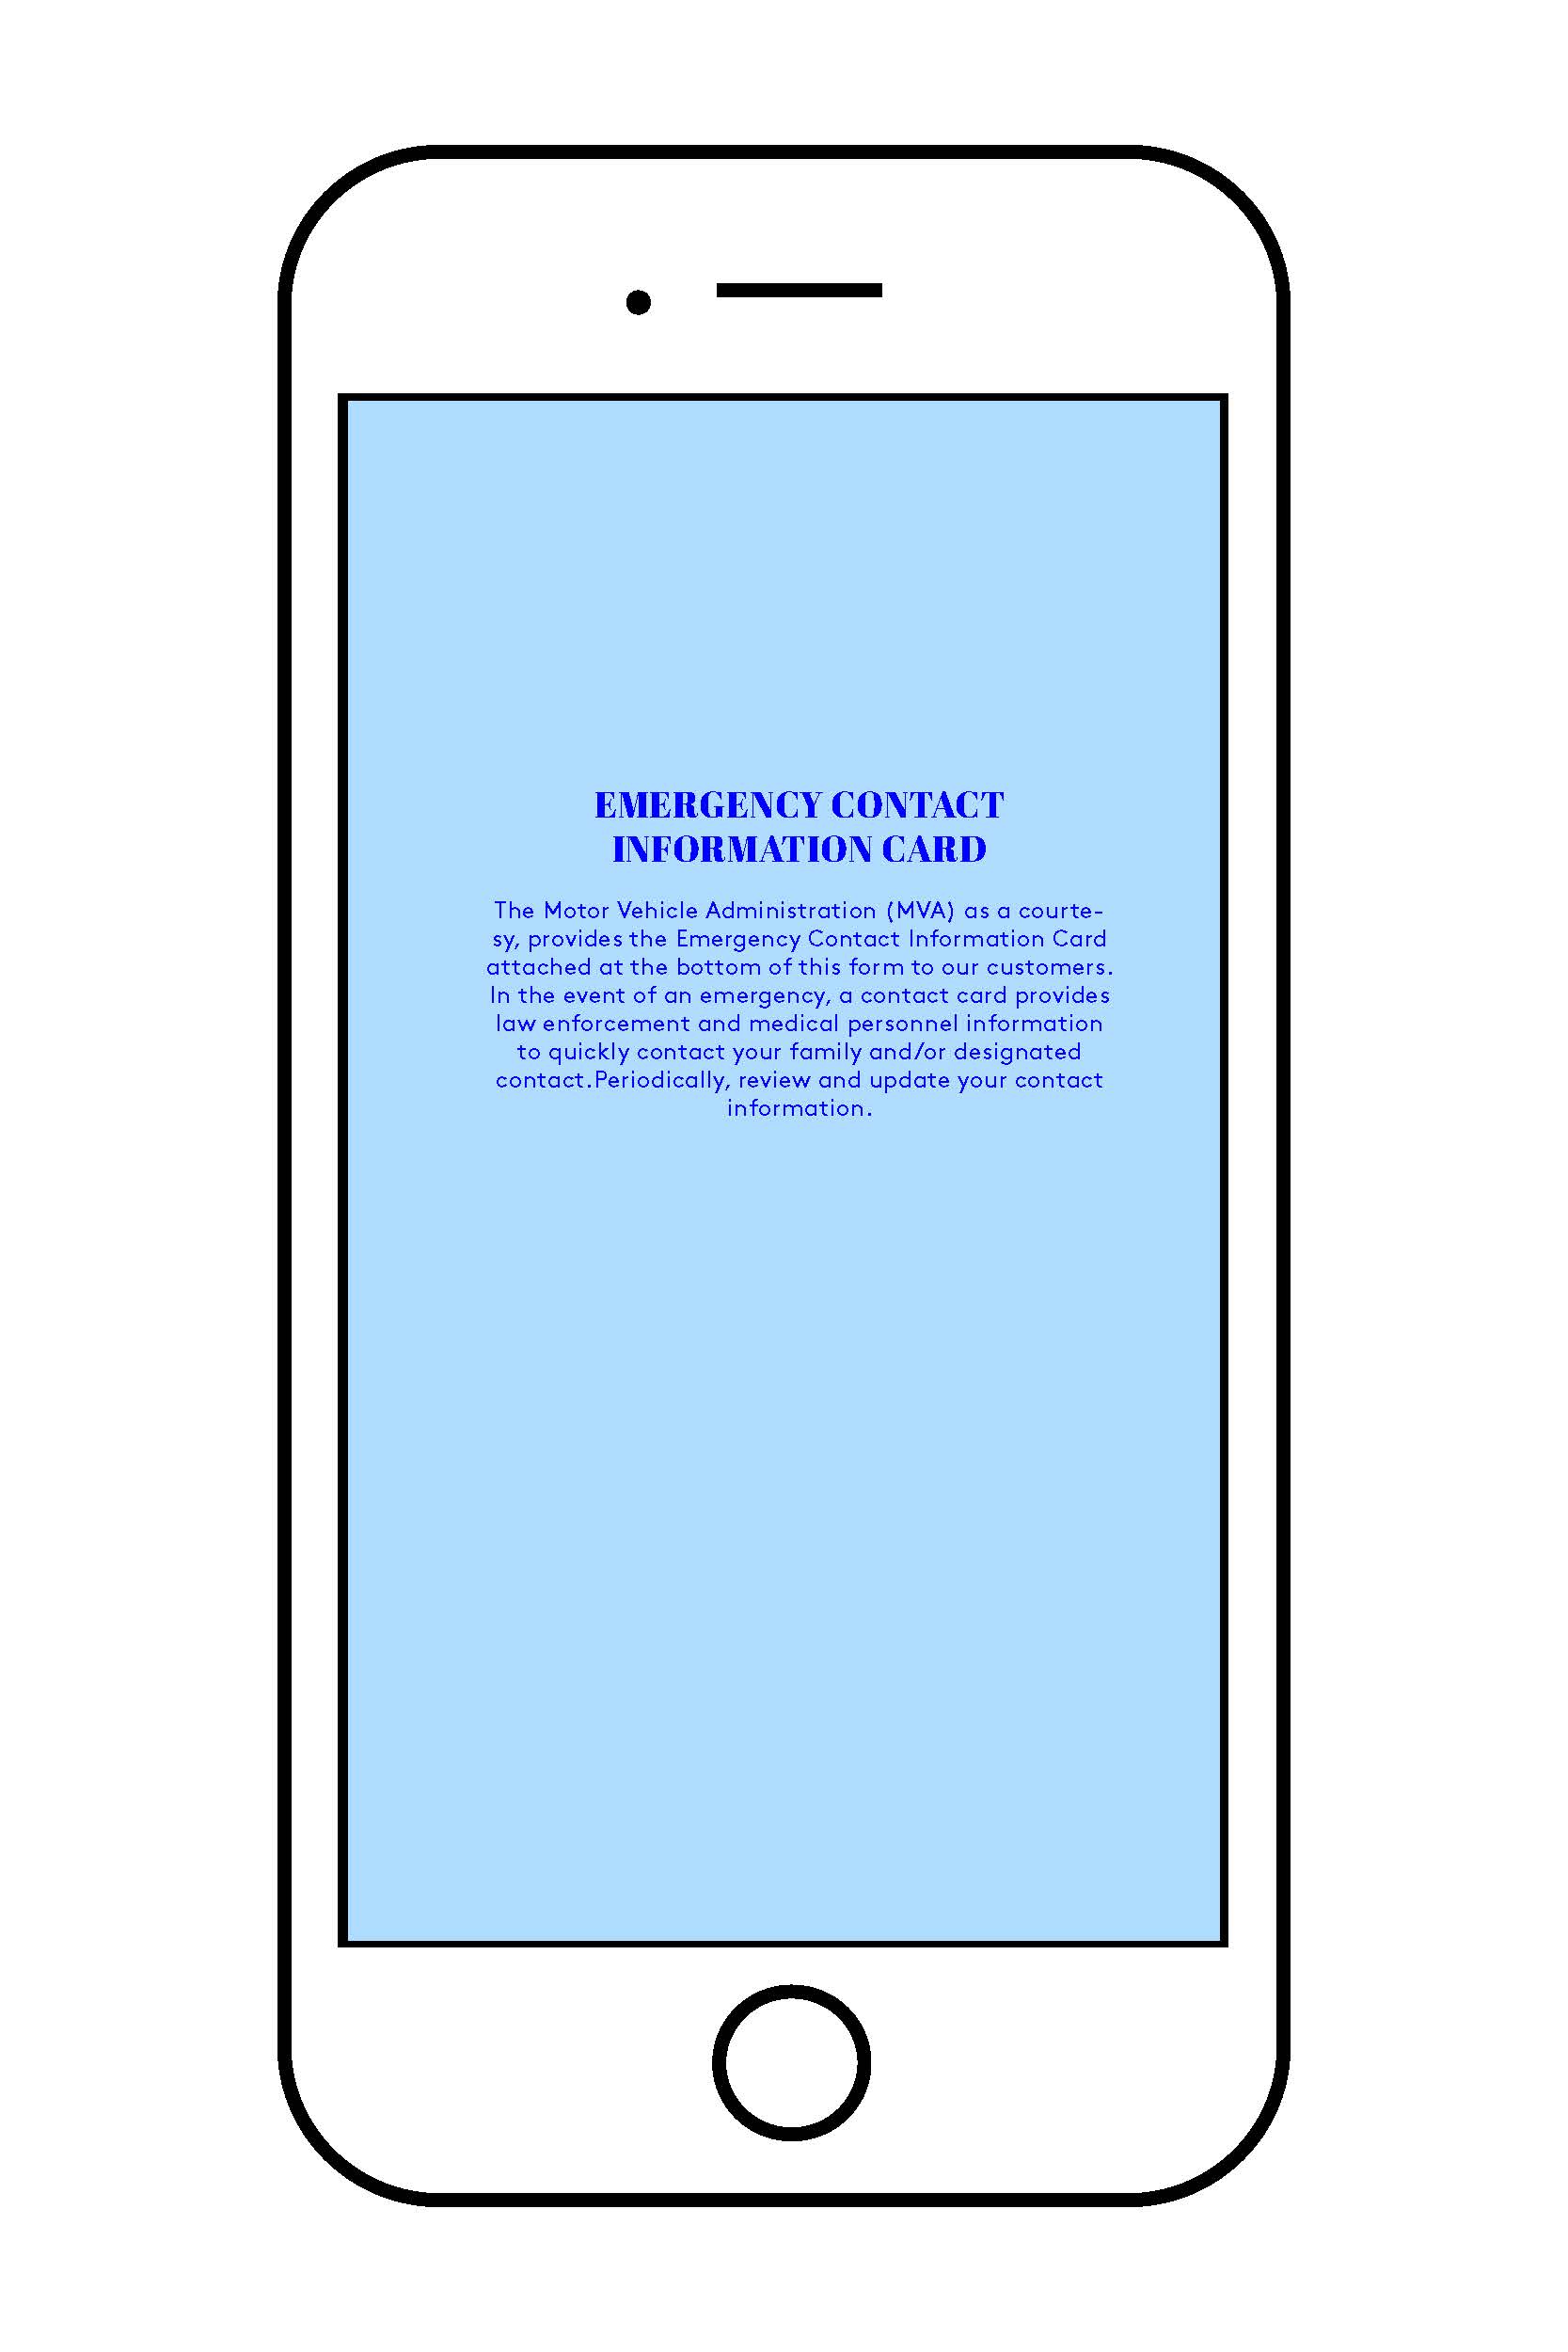 EMERGENCY CONTACT
INFORMATION CARD
The Motor Vehicle Administration (MVA) as a courte-
sy, provides the Emergency Contact Information Card
attached at the bottom of this form to our customers.
In the event of an emergency, a contact card provides
law enforcement and medical personnel information
to quickly contact your family and/or designated
contact.Periodically, review and update your contact
information.